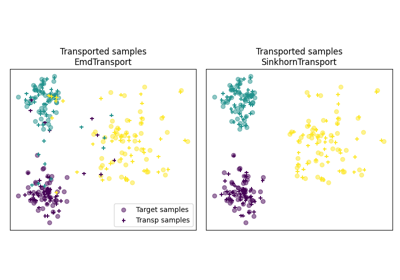 Transported samples
EmdTransport
Transported samples
SinkhornTransport
Target samples
Transp samples